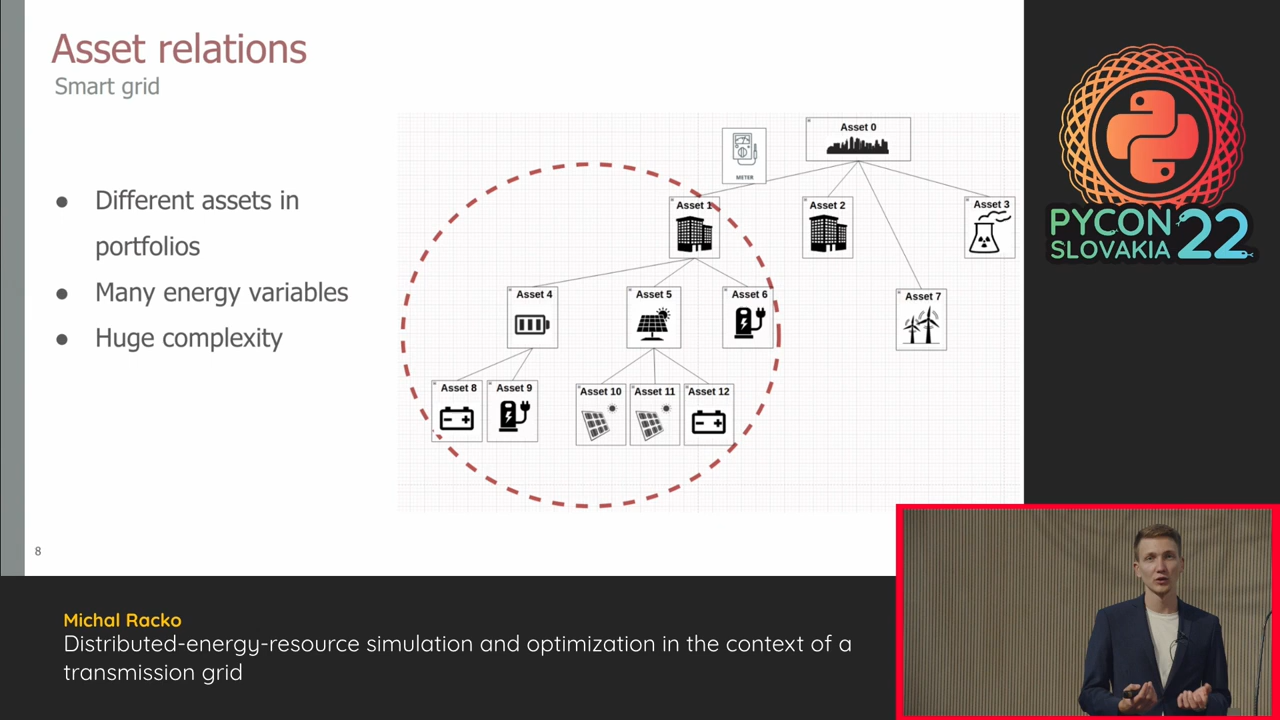 Asset relations
Smart grid
● Different assets in
portfolios
● Many energy variables
● Huge complexity
METER
Asset 0
Asset 1
Asset 2
Asset 3
Asset 4
Asset 5
Asset 6
Asset 7
Asset 8
Asset 9
Asset 10
Asset 11
Asset 12
8
PYCON
SLOVAKIA
22
Michal Racko
Distributed-energy-resource simulation and optimization in the context of a
transmission grid